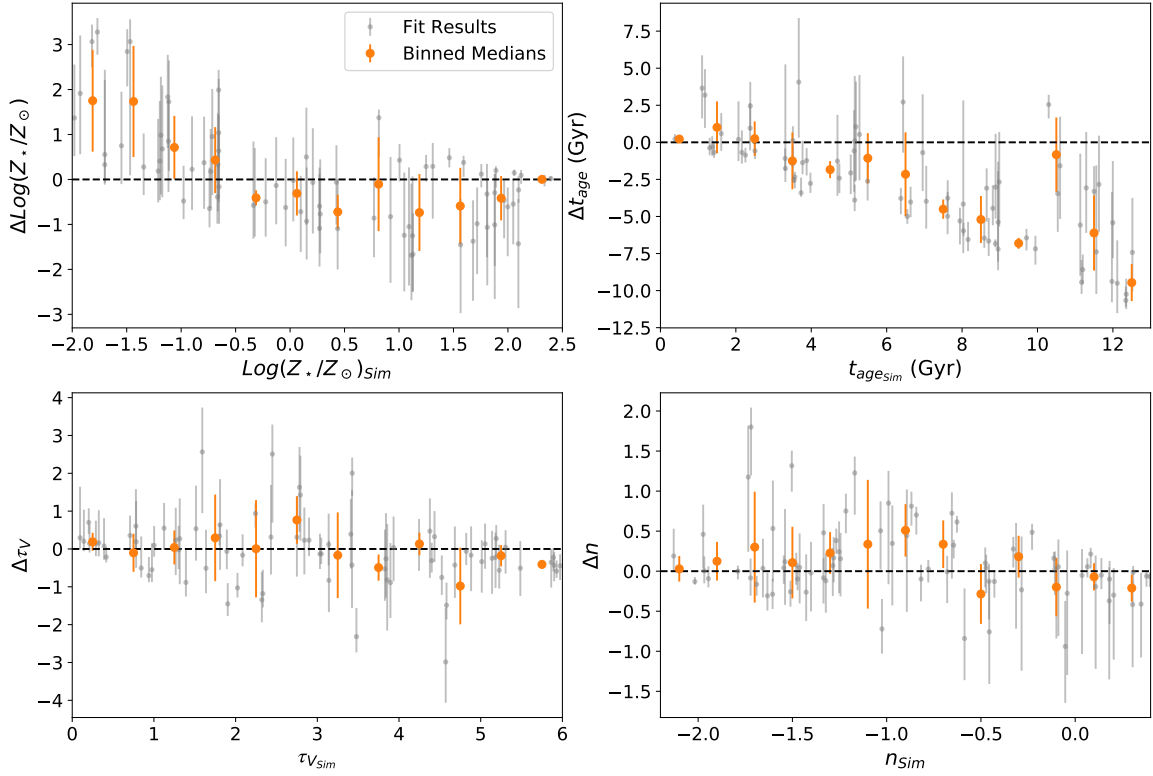 Fit Results
Binned Medians
ΔLog(Z⋆/Z⊙)
3
2
1
0
−1
−2
−3
−2.0 −1.5 −1.0 −0.5 0.0 0.5 1.0 1.5 2.0 2.5
Log(Z⋆/Z⊙)Sim
Δtage (Gyr)
7.5
5.0
2.5
0.0
−2.5
−5.0
−7.5
−10.0
−12.5
0 2 4 6 8 10 12
tageSim (Gyr)
ΔτV
4
3
2
1
0
−1
−2
−3
−4
0 1 2 3 4 5 6
τVSim
Δn
2.0
1.5
1.0
0.5
0.0
−0.5
−1.0
−1.5
−2.0 −1.5 −1.0 −0.5 0.0
nSim